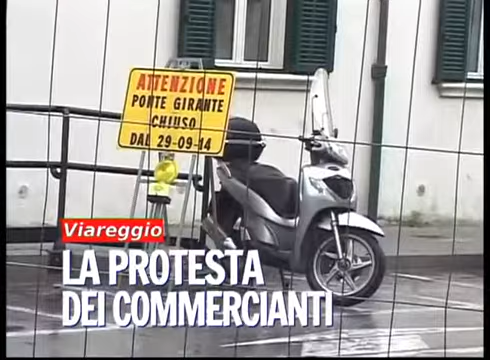 ATTENZIONE
PONTE GIRANTE
CHIUSO
DAL 29-09-14
Viareggio
LA PROTESTA
DEI COMMERCIANTI